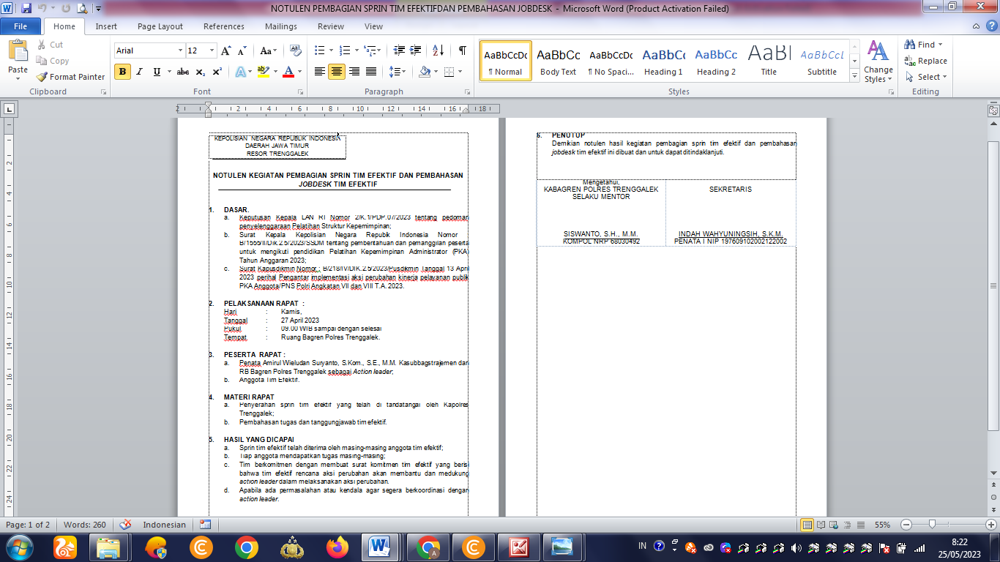 NOTULEN PEMBAGIAN SPRIN TIM EFEKTIFDAN PEMBAHASAN JOBDESK - Microsoft Word (Product Activation Failed)
File Home Insert Page Layout References Mailings Review View
Paste
Cut
Copy
Format Painter
Clipboard
Arial 12
Font
Paragraph
AaBbCcDc AaBbCc AaBbCcDc AaBbCc AaBbCc AaBl AaBbCcL
¶ Normal Body Text ¶ No Spaci... Heading 1 Heading 2 Title Subtitle
Styles
Change Styles
Find
Replace
Select
Editing
2 2 4 6 8 10 12 14 16 18
KEPOLISIAN NEGARA REPUBLIK INDONESIA
DAERAH JAWA TIMUR
RESOR TRENGGALEK
NOTULEN KEGIATAN PEMBAGIAN SPRIN TIM EFEKTIF DAN PEMBAHASAN
JOBDESK TIM EFEKTIF
1. DASAR.
a. Keputusan Kepala LAN RI Nomor 2/K.1/PDP.07/2023 tentang pedoman
penyelenggaraan Pelatihan Struktur Kepemimpinan;
b. Surat Kepala Kepolisian Negara Repubik Indonesia Nomor
B/1555/II/Dik.2.5/2023/SSDM tentang pemberitahuan dan pemanggilan peserta
untuk mengikuti pendidikan Pelatihan Kepemimpinan Administrator (PKA)
Tahun Anggaran 2023;
c. Surat Kapusdikmin Nomor : B/218/IV/DIK.2.5/2023/Pusdikmin Tanggal 13 April
2023 perihal Pengantar implementasi aksi perubahan kinerja pelayanan publik
PKA Anggota/PNS Polri Angkatan VII dan VIII T.A. 2023.
2. PELAKSANAAN RAPAT :
Hari : Kamis,
Tanggal : 27 April 2023
Pukul : 09.00 WIB sampai dengan selesai
Tempat : Ruang Bagren Polres Trenggalek.
3. PESERTA RAPAT :
a. Penata Amirul Wieludan Suryanto, S.Kom., S.E., M.M. Kasubbagstrajemen dan
RB Bagren Polres Trenggalek sebagai Action leader;
b. Anggota Tim Efektif.
4. MATERI RAPAT
a. Penyerahan sprin tim efektif yang telah di tandatangai oleh Kapolres
Trenggalek;
b. Pembahasan tugas dan tanggungjawab tim efektif.
5. HASIL YANG DICAPAI
a. Sprin tim efektif telah diterima oleh masing-masing anggota tim efektif;
b. Tiap anggota mendapatkan tugas masing-masing;
c. Tim berkomitmen dengan membuat surat komitmen tim efektif yang berisi
bahwa tim efektif rencana aksi perubahan akan membantu dan medukung
action leader dalam melaksanakan aksi perubahan.
d. Apabila ada permasalahan atau kendala agar segera berkoordinasi dengan
action leader.
6. PENUTUP
Demikian notulen hasil kegiatan pembagian sprin tim efektif dan pembahasan
jobdesk tim efektif ini dibuat dan untuk dapat ditindaklanjuti.
Mengetahui,
KABAGREN POLRES TRENGGALEK
SELAKU MENTOR
SISWANTO, S.H., M.M.
KOMPOL NRP 68030492
SEKRETARIS
INDAH WAHYUNINGSIH, S.K.M.
PENATA I NIP 197609102002122002
Page: 1 of 2 Words: 260 Indonesian 55%
IN
8:22
25/05/2023